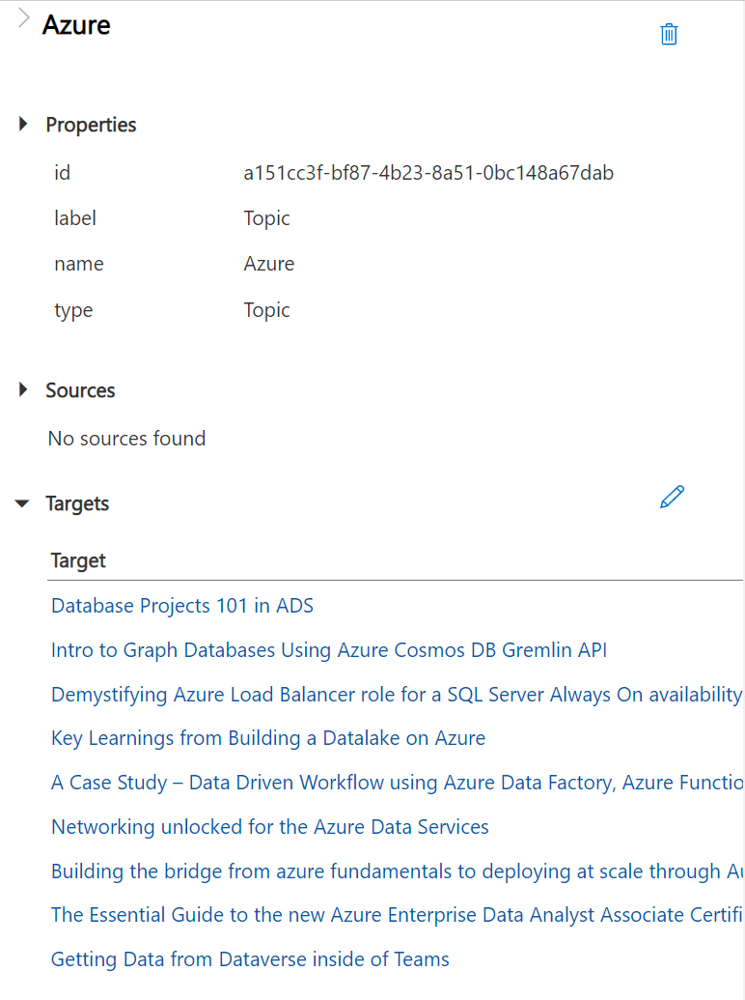 Azure
Properties
id a151cc3f-bf87-4b23-8a51-0bc148a67dab
label Topic
name Azure
type Topic
Sources
No sources found
Targets
Target
Database Projects 101 in ADS
Intro to Graph Databases Using Azure Cosmos DB Gremlin API
Demystifying Azure Load Balancer role for a SQL Server Always On availability
Key Learnings from Building a Datalake on Azure
A Case Study – Data Driven Workflow using Azure Data Factory, Azure Functio
Networking unlocked for the Azure Data Services
Building the bridge from azure fundamentals to deploying at scale through Au
The Essential Guide to the new Azure Enterprise Data Analyst Associate Certifi
Getting Data from Dataverse inside of Teams